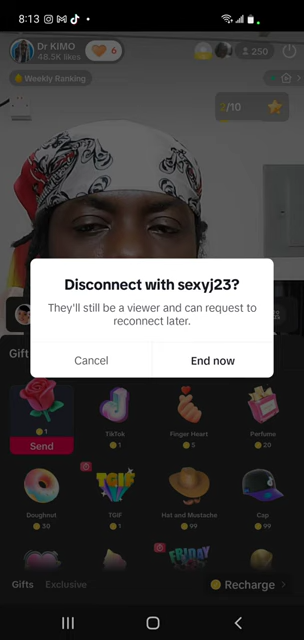 8:13
Dr KIMO
48.5K likes
6
250
Weekly Ranking
2/10
Disconnect with sexyj23?
They'll still be a viewer and can request to
reconnect later.
Cancel
End now
Gift
1
Send
TikTok
1
Finger Heart
5
Perfume
20
Doughnut
30
TGIF
TGIF
1
Hat and Mustache
99
Cap
99
FRIDAY
Gifts
Exclusive
Recharge